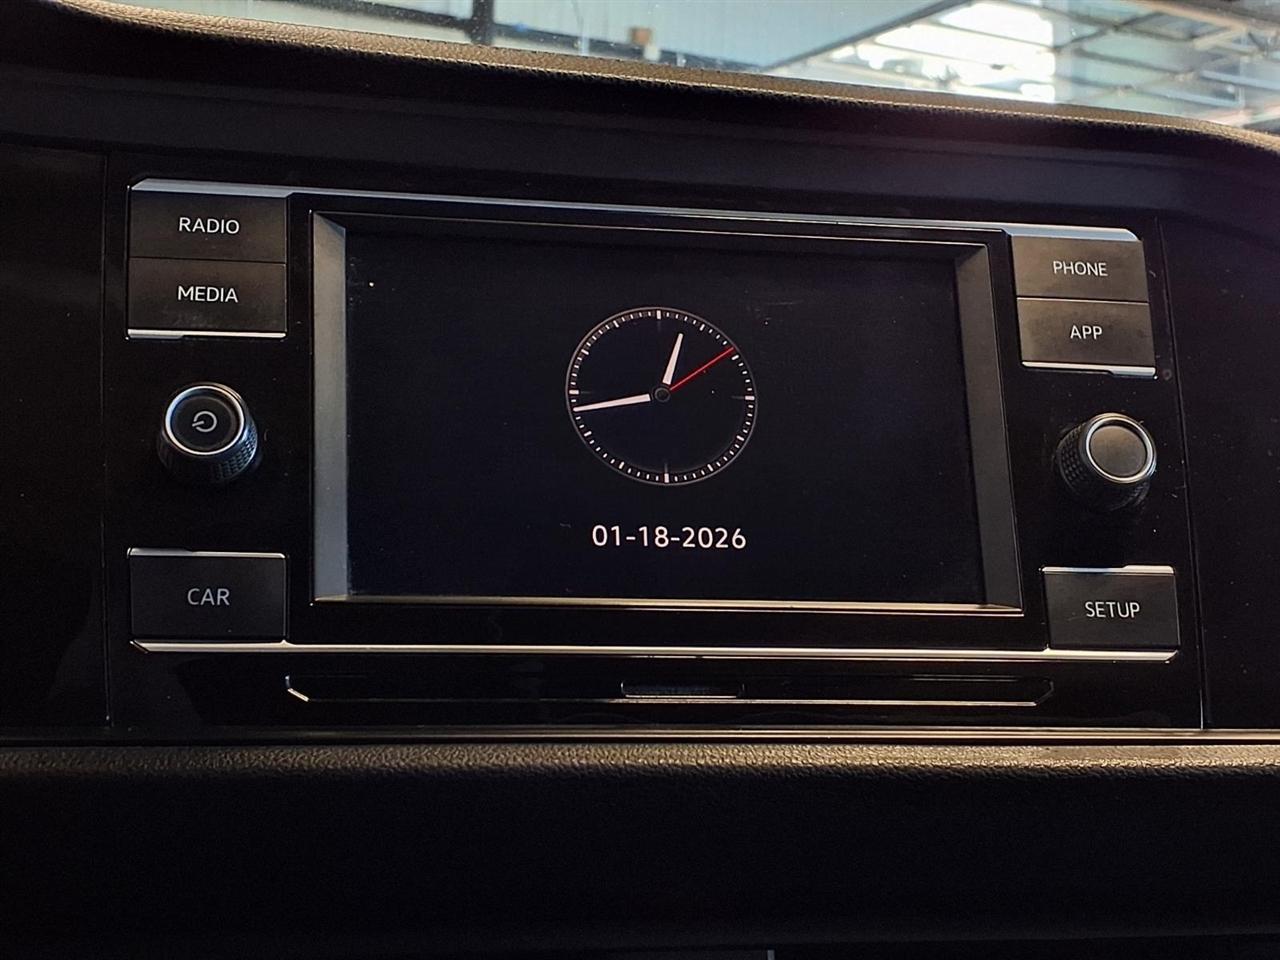 RADIO
MEDIA
PHONE
APP
01-18-2026
CAR
SETUP